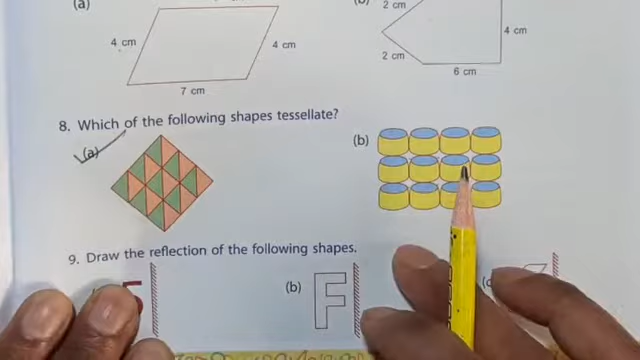 (a)
2 cm
4 cm
4 cm
4 cm
2 cm
7 cm
6 cm
8. Which of the following shapes tessellate?
(a)
(b)
9. Draw the reflection of the following shapes.
(b)
F